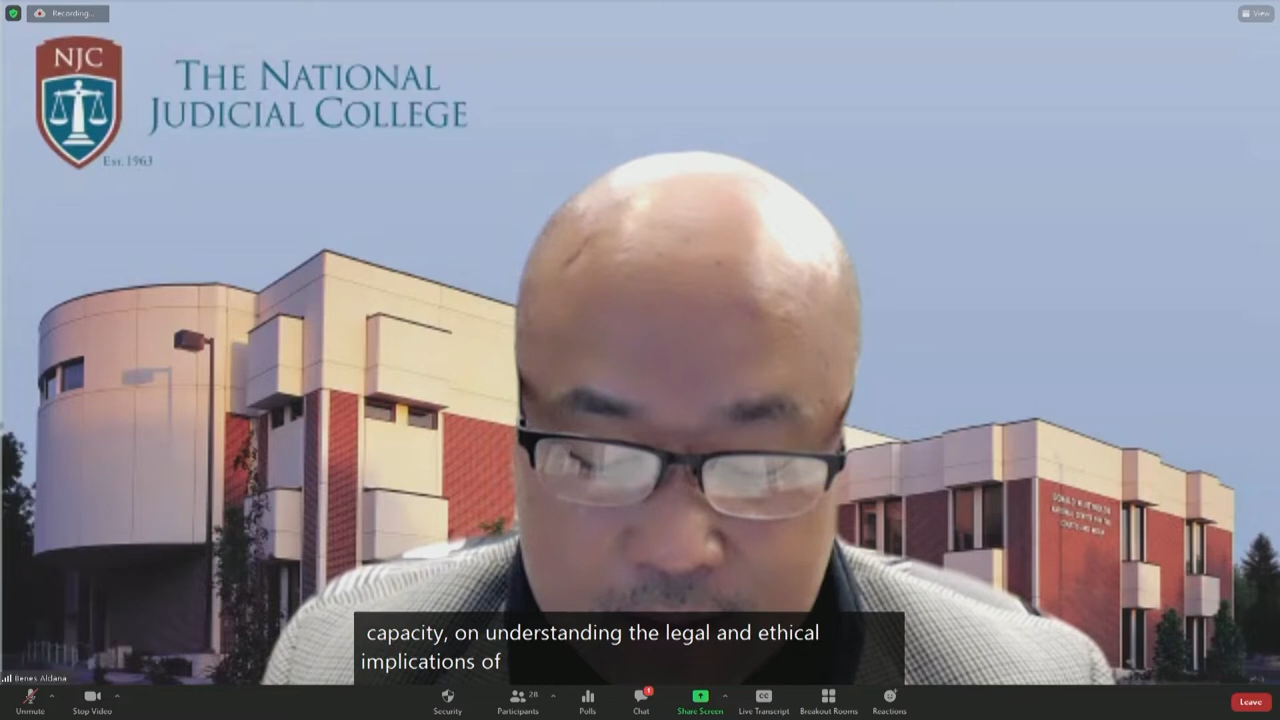 Recording...
View
NJC
THE NATIONAL
JUDICIAL COLLEGE
Est. 1963
capacity, on understanding the legal and ethical
implications of
Benes Aldana
28
1
Unmute
Stop Video
Security
Participants
Polls
Chat
Share Screen
CC
Live Transcript
Breakout Rooms
Reactions
Leave